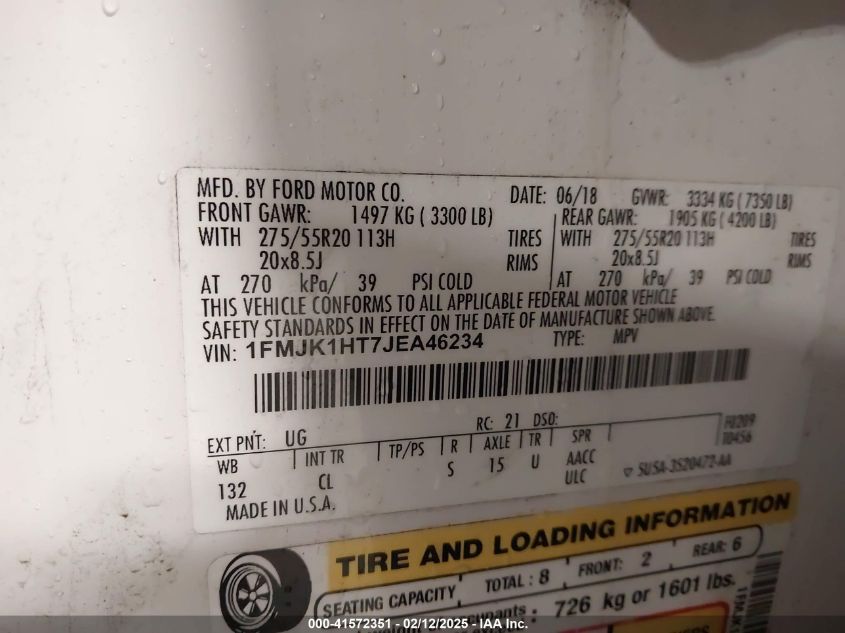 MFD. BY FORD MOTOR CO.
DATE: 06/18 GVWR: 3334 KG ( 7350 LB)
FRONT GAWR: 1497 KG ( 3300 LB) REAR GAWR: 1905 KG ( 4200 LB)
WITH 275/55R20 113H TIRES WITH 275/55R20 113H TIRES
20x8.5J RIMS 20x8.5J RIMS
AT 270 kPa/ 39 PSI COLD AT 270 kPa/ 39 PSI COLD
THIS VEHICLE CONFORMS TO ALL APPLICABLE FEDERAL MOTOR VEHICLE
SAFETY STANDARDS IN EFFECT ON THE DATE OF MANUFACTURE SHOWN ABOVE.
VIN: 1FMJK1HT7JEA46234 TYPE: MPV
EXT PNT: UG RC: 21 DSO: F0209
10456
WB INT TR TP/PS R AXLE TR SPR
132 CL S 15 U AACC
ULC SU5A-3520472-AA
MADE IN U.S.A.
TIRE AND LOADING INFORMATION
SEATING CAPACITY TOTAL : 8 FRONT: 2 REAR: 6
: 726 kg or 1601 lbs.
000-41572351 - 02/12/2025 - IAA Inc.